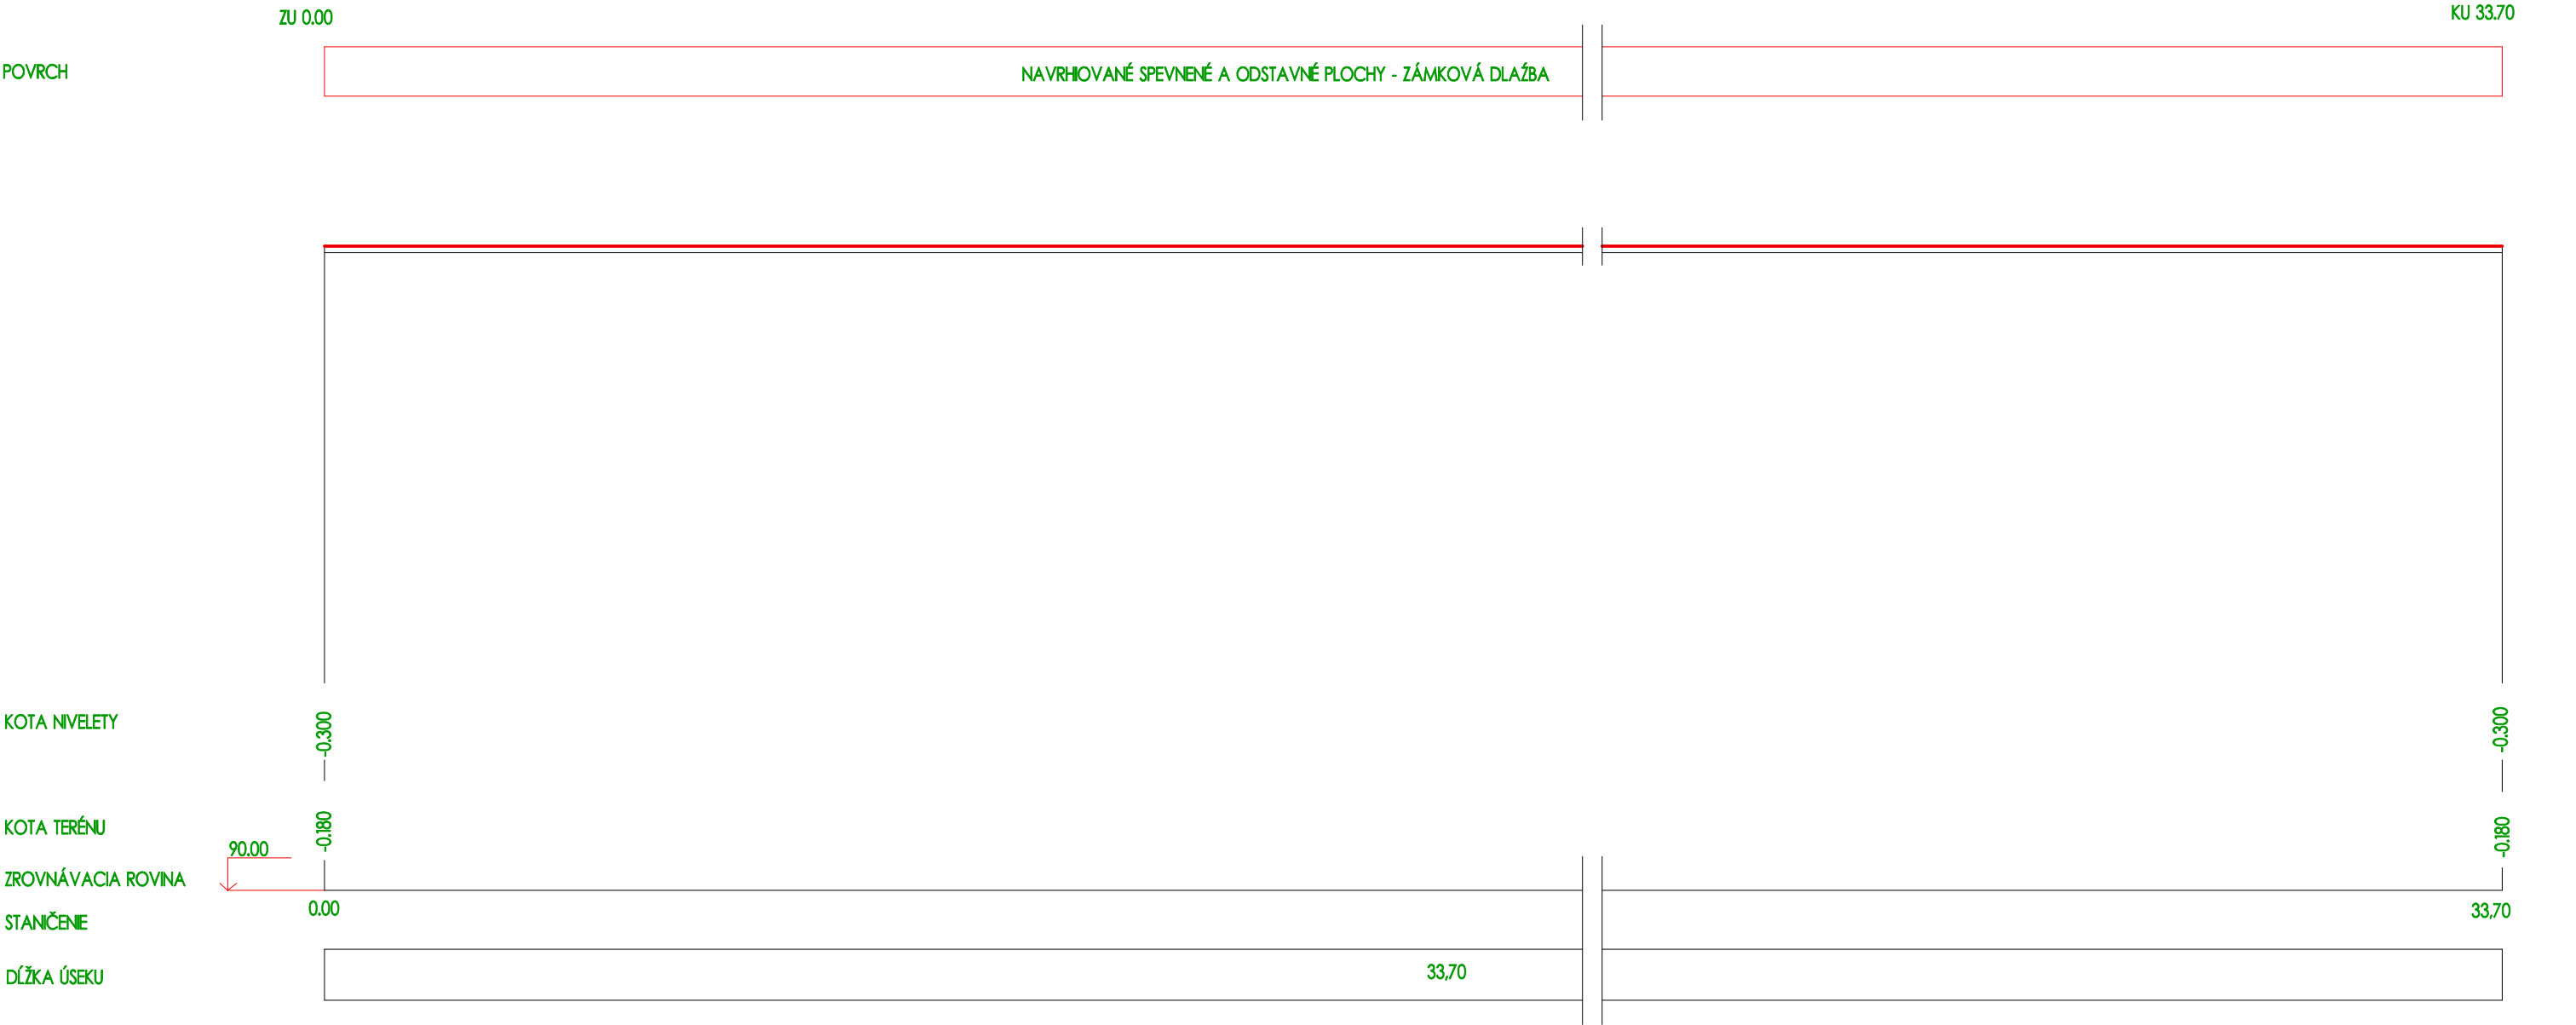 ZU 0.00
KU 33.70
POVRCH
NAVRHIOVANÉ SPEVNENÉ A ODSTAVNÉ PLOCHY - ZÁMKOVÁ DLAŽBA
KOTA NIVELETY
-0.300
-0.300
KOTA TERÉNU
-0.180
-0.180
90.00
ZROVNÁVACIA ROVINA
0.00
33,70
STANIČENIE
DĹŽKA ÚSEKU
33,70